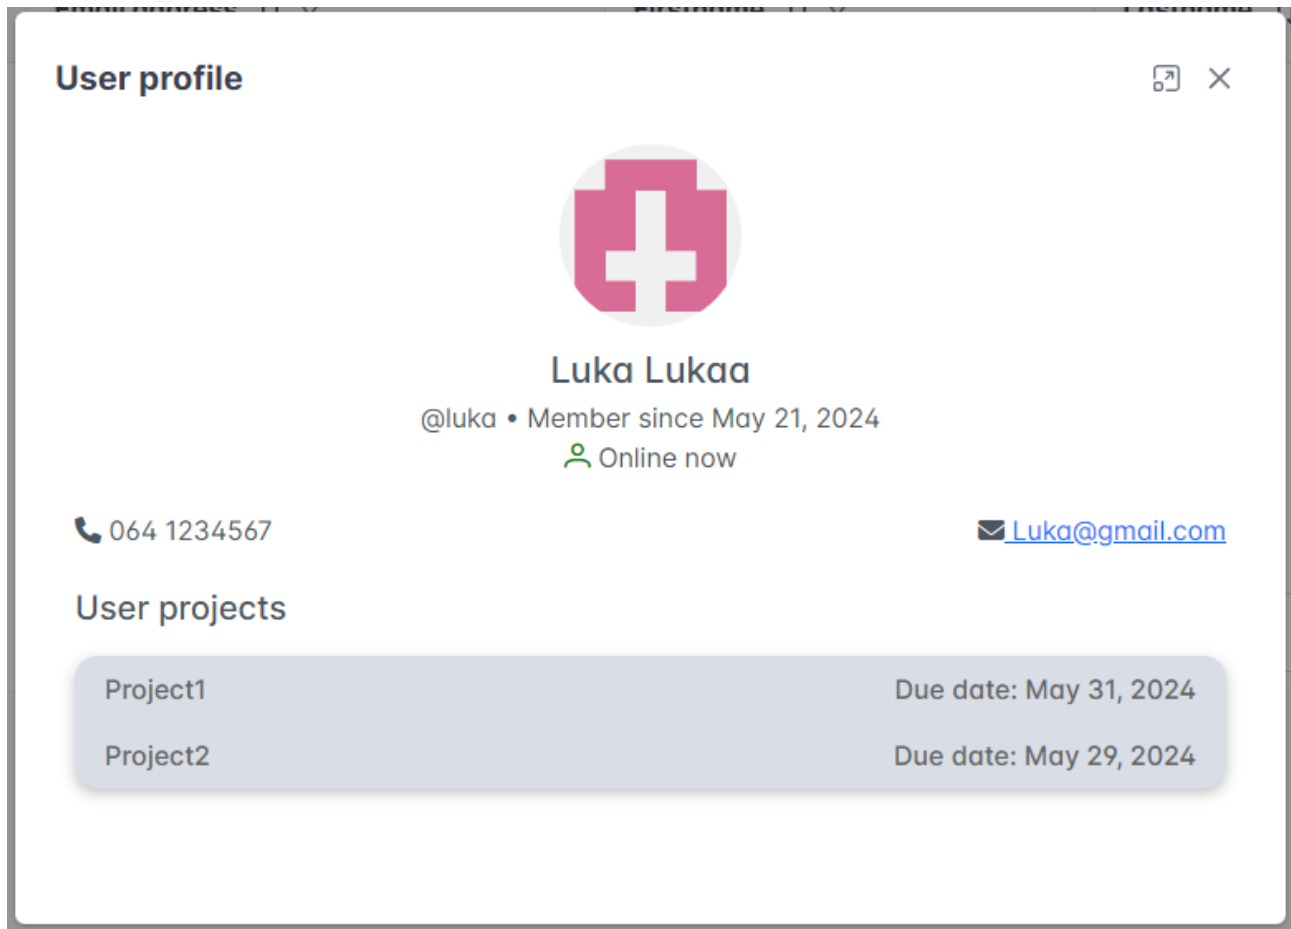 User profile
Luka Lukaa
@luka • Member since May 21, 2024
Online now
064 1234567
Luka@gmail.com
User projects
Project1
Due date: May 31, 2024
Project2
Due date: May 29, 2024